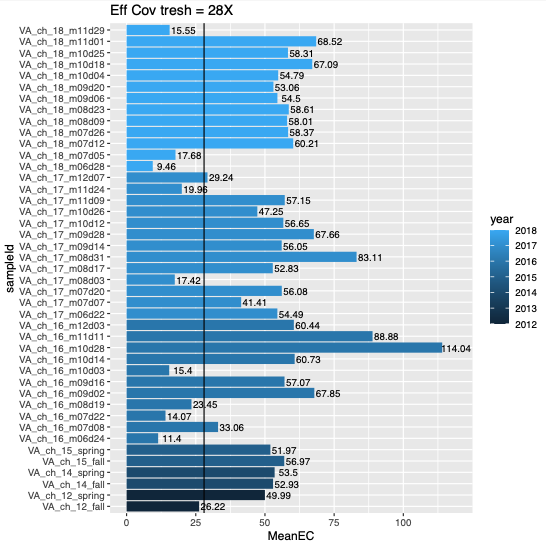 Eff Cov tresh = 28X
VA_ch_18_m11d29 15.55
VA_ch_18_m11d01 68.52
VA_ch_18_m10d25 58.31
VA_ch_18_m10d18 67.09
VA_ch_18_m10d04 54.79
VA_ch_18_m09d20 53.06
VA_ch_18_m09d06 54.5
VA_ch_18_m08d23 58.61
VA_ch_18_m08d09 58.01
VA_ch_18_m07d26 58.37
VA_ch_18_m07d12 60.21
VA_ch_18_m07d05 17.68
VA_ch_18_m06d28 9.46
VA_ch_17_m12d07 29.24
VA_ch_17_m11d24 19.96
VA_ch_17_m11d09 57.15
VA_ch_17_m10d26 47.25
VA_ch_17_m10d12 56.65
VA_ch_17_m09d28 67.66
VA_ch_17_m09d14 56.05
VA_ch_17_m08d31 83.11
VA_ch_17_m08d17 52.83
VA_ch_17_m08d03 17.42
VA_ch_17_m07d20 56.08
VA_ch_17_m07d07 41.41
VA_ch_17_m06d22 54.49
VA_ch_16_m12d03 60.44
VA_ch_16_m11d11 88.88
VA_ch_16_m10d28 114.04
VA_ch_16_m10d14 60.73
VA_ch_16_m10d03 15.4
VA_ch_16_m09d16 57.07
VA_ch_16_m09d02 67.85
VA_ch_16_m08d19 23.45
VA_ch_16_m07d22 14.07
VA_ch_16_m07d08 33.06
VA_ch_16_m06d24 11.4
VA_ch_15_spring 51.97
VA_ch_15_fall 56.97
VA_ch_14_spring 53.5
VA_ch_14_fall 52.93
VA_ch_12_spring 49.99
VA_ch_12_fall 26.22
0 25 50 75 100
MeanEC
sampleId
year
2018
2017
2016
2015
2014
2013
2012